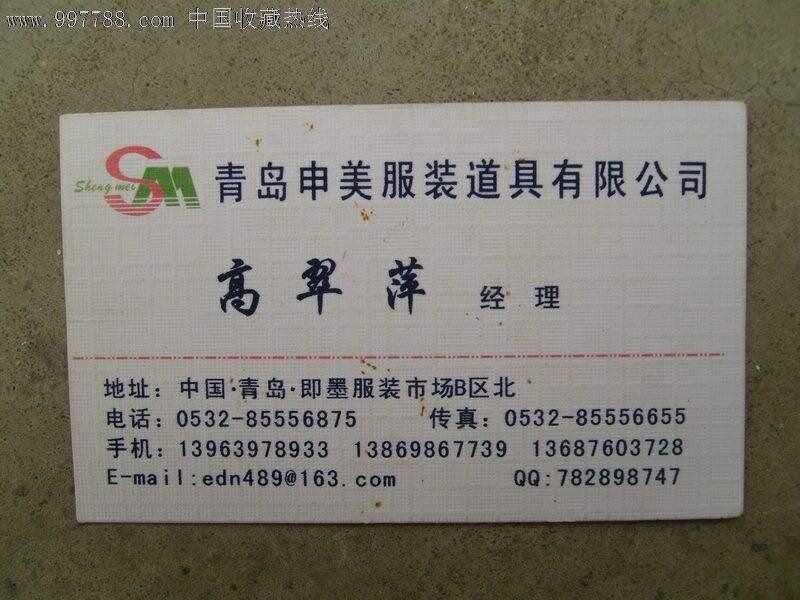 www.997788.com 中国收藏热线
Sheng mei SM 青岛申美服装道具有限公司
高翠萍 经理
地址：中国·青岛·即墨服装市场B区北
电话：0532-85556875 传真：0532-85556655
手机：13963978933 13869867739 13687603728
E-mail:edn489@163.com QQ:782898747